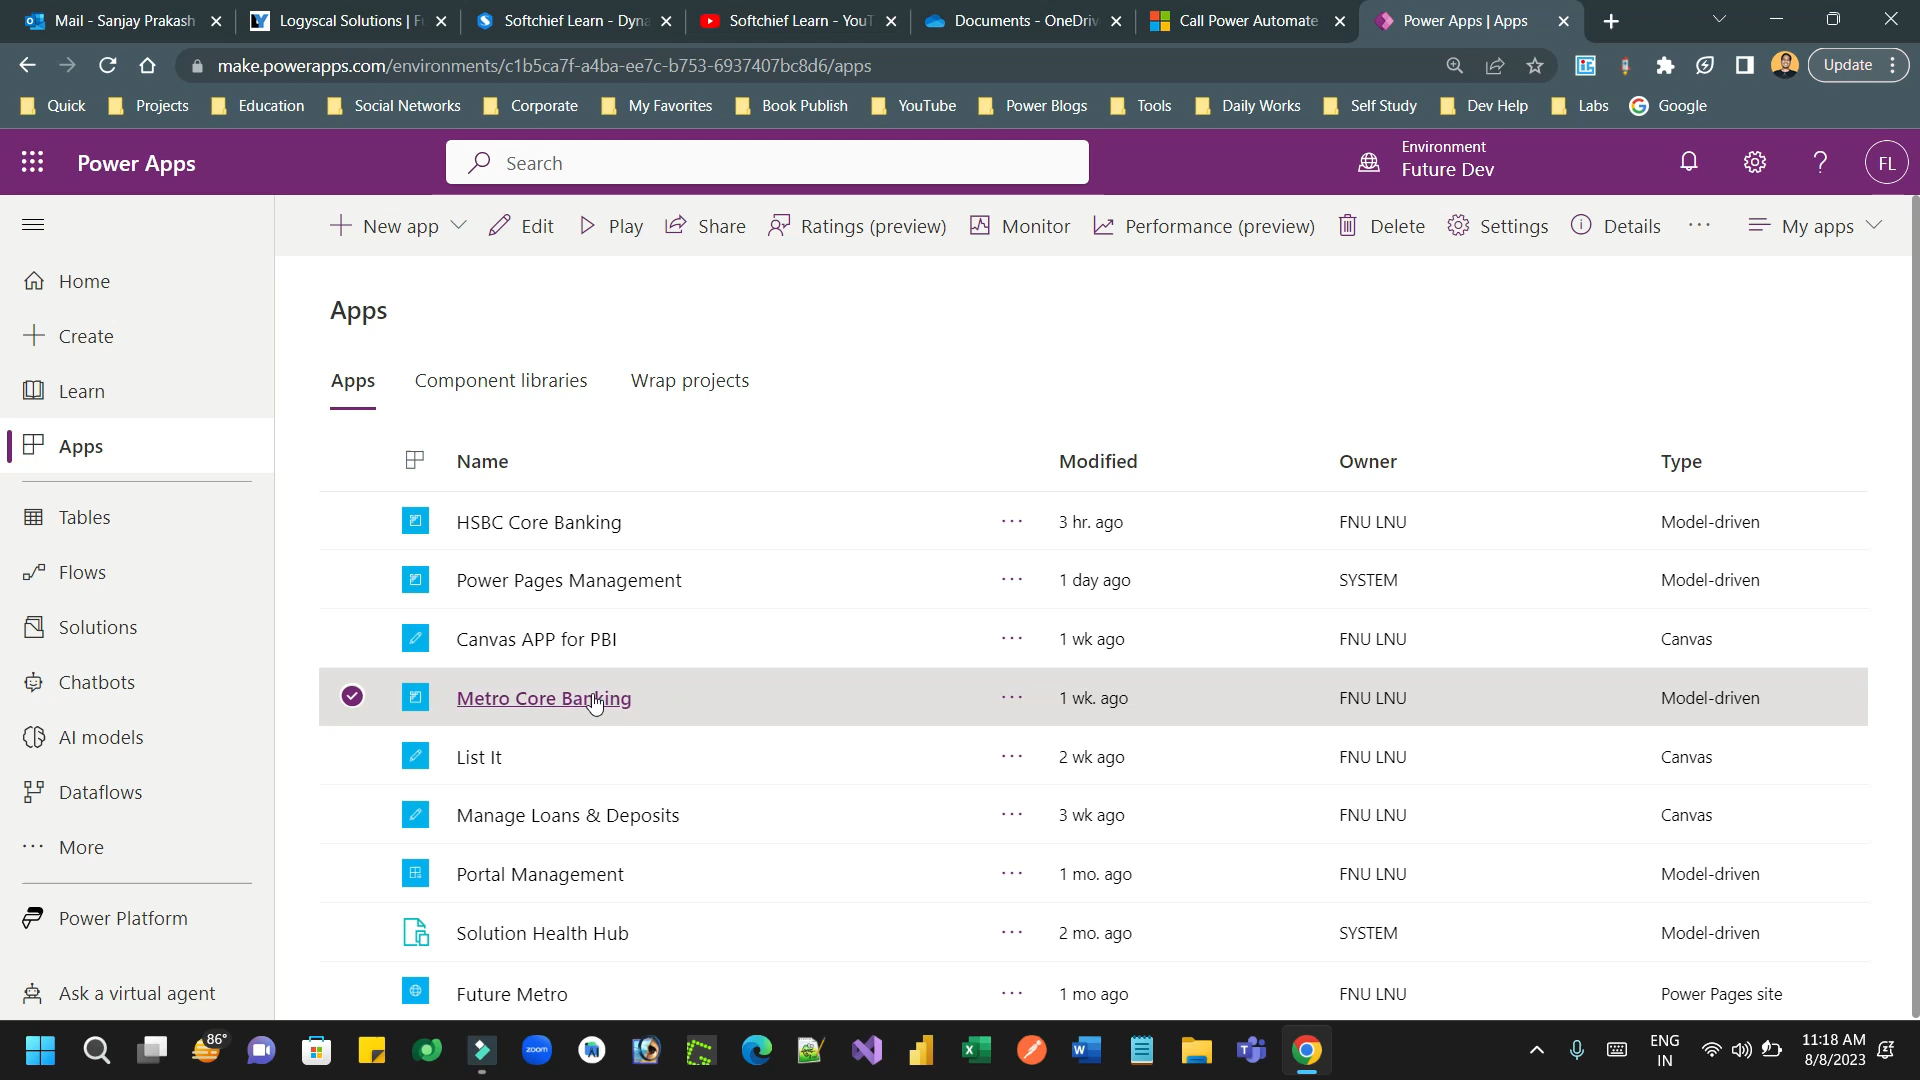 Mail - Sanjay Prakash
Logyscal Solutions | Fu
Softchief Learn - Dyna
Softchief Learn - YouT
Documents - OneDriv
Call Power Automate
Power Apps | Apps
make.powerapps.com/environments/c1b5ca7f-a4ba-ee7c-b753-6937407bc8d6/apps
Update
Quick
Projects
Education
Social Networks
Corporate
My Favorites
Book Publish
YouTube
Power Blogs
Tools
Daily Works
Self Study
Dev Help
Labs
Google
Power Apps
Search
Environment
Future Dev
FL
New app
Edit
Play
Share
Ratings (preview)
Monitor
Performance (preview)
Delete
Settings
Details
My apps
Home
Create
Learn
Apps
Tables
Flows
Solutions
Chatbots
AI models
Dataflows
More
Power Platform
Ask a virtual agent
Apps
Apps Component libraries Wrap projects
Name Modified Owner Type
HSBC Core Banking ... 3 hr. ago FNU LNU Model-driven
Power Pages Management ... 1 day ago SYSTEM Model-driven
Canvas APP for PBI ... 1 wk ago FNU LNU Canvas
Metro Core Banking ... 1 wk. ago FNU LNU Model-driven
List It ... 2 wk ago FNU LNU Canvas
Manage Loans & Deposits ... 3 wk ago FNU LNU Canvas
Portal Management ... 1 mo. ago FNU LNU Model-driven
Solution Health Hub ... 2 mo. ago SYSTEM Model-driven
Future Metro ... 1 mo ago FNU LNU Power Pages site
86°
zoom
ENG
IN
11:18 AM
8/8/2023